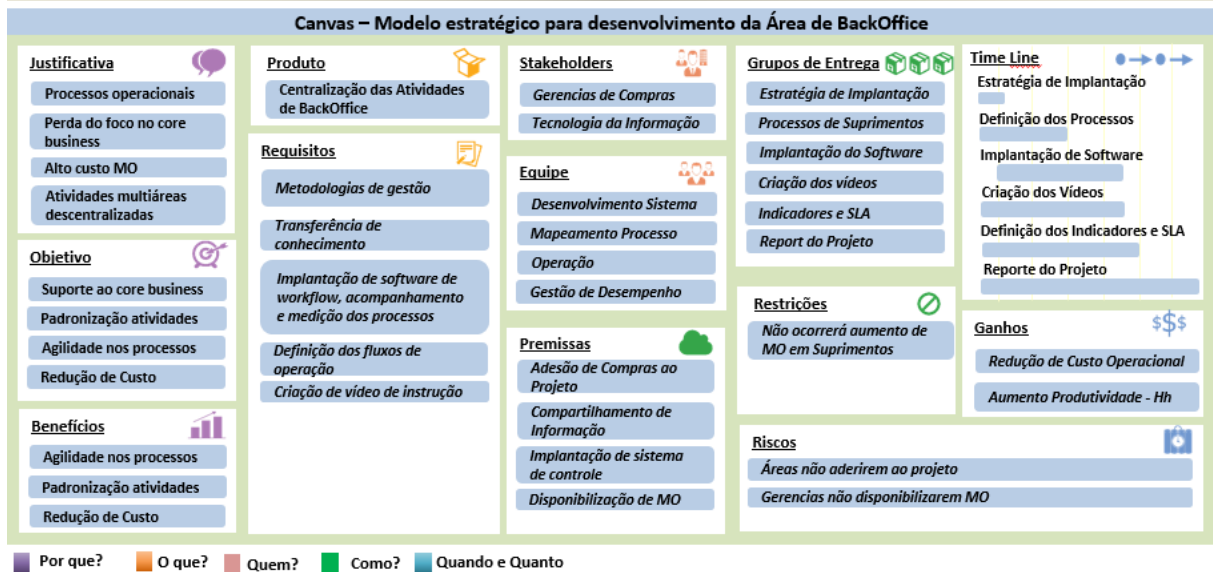 Canvas – Modelo estratégico para desenvolvimento da Área de BackOffice
Justificativa
Processos operacionais
Perda do foco no core
business
Alto custo MO
Atividades multiáreas
descentralizadas
Objetivo
Suporte ao core business
Padronização atividades
Agilidade nos processos
Redução de Custo
Benefícios
Agilidade nos processos
Padronização atividades
Redução de Custo
Produto
Centralização das Atividades
de BackOffice
Requisitos
Metodologias de gestão
Transferência de
conhecimento
Implantação de software de
workflow, acompanhamento
e medição dos processos
Definição dos fluxos de
operação
Criação de vídeo de instrução
Stakeholders
Gerencias de Compras
Tecnologia da Informação
Equipe
Desenvolvimento Sistema
Mapeamento Processo
Operação
Gestão de Desempenho
Premissas
Adesão de Compras ao
Projeto
Compartilhamento de
Informação
Implantação de sistema
de controle
Disponibilização de MO
Grupos de Entrega
Estratégia de Implantação
Processos de Suprimentos
Implantação do Software
Criação dos vídeos
Indicadores e SLA
Report do Projeto
Restrições
Não ocorrerá aumento de
MO em Suprimentos
Time Line
Estratégia de Implantação
Definição dos Processos
Implantação de Software
Criação dos Vídeos
Definição dos Indicadores e SLA
Reporte do Projeto
Ganhos
$$$
Redução de Custo Operacional
Aumento Produtividade - Hh
Riscos
Áreas não aderirem ao projeto
Gerencias não disponibilizarem MO
Por que? O que? Quem? Como? Quando e Quanto